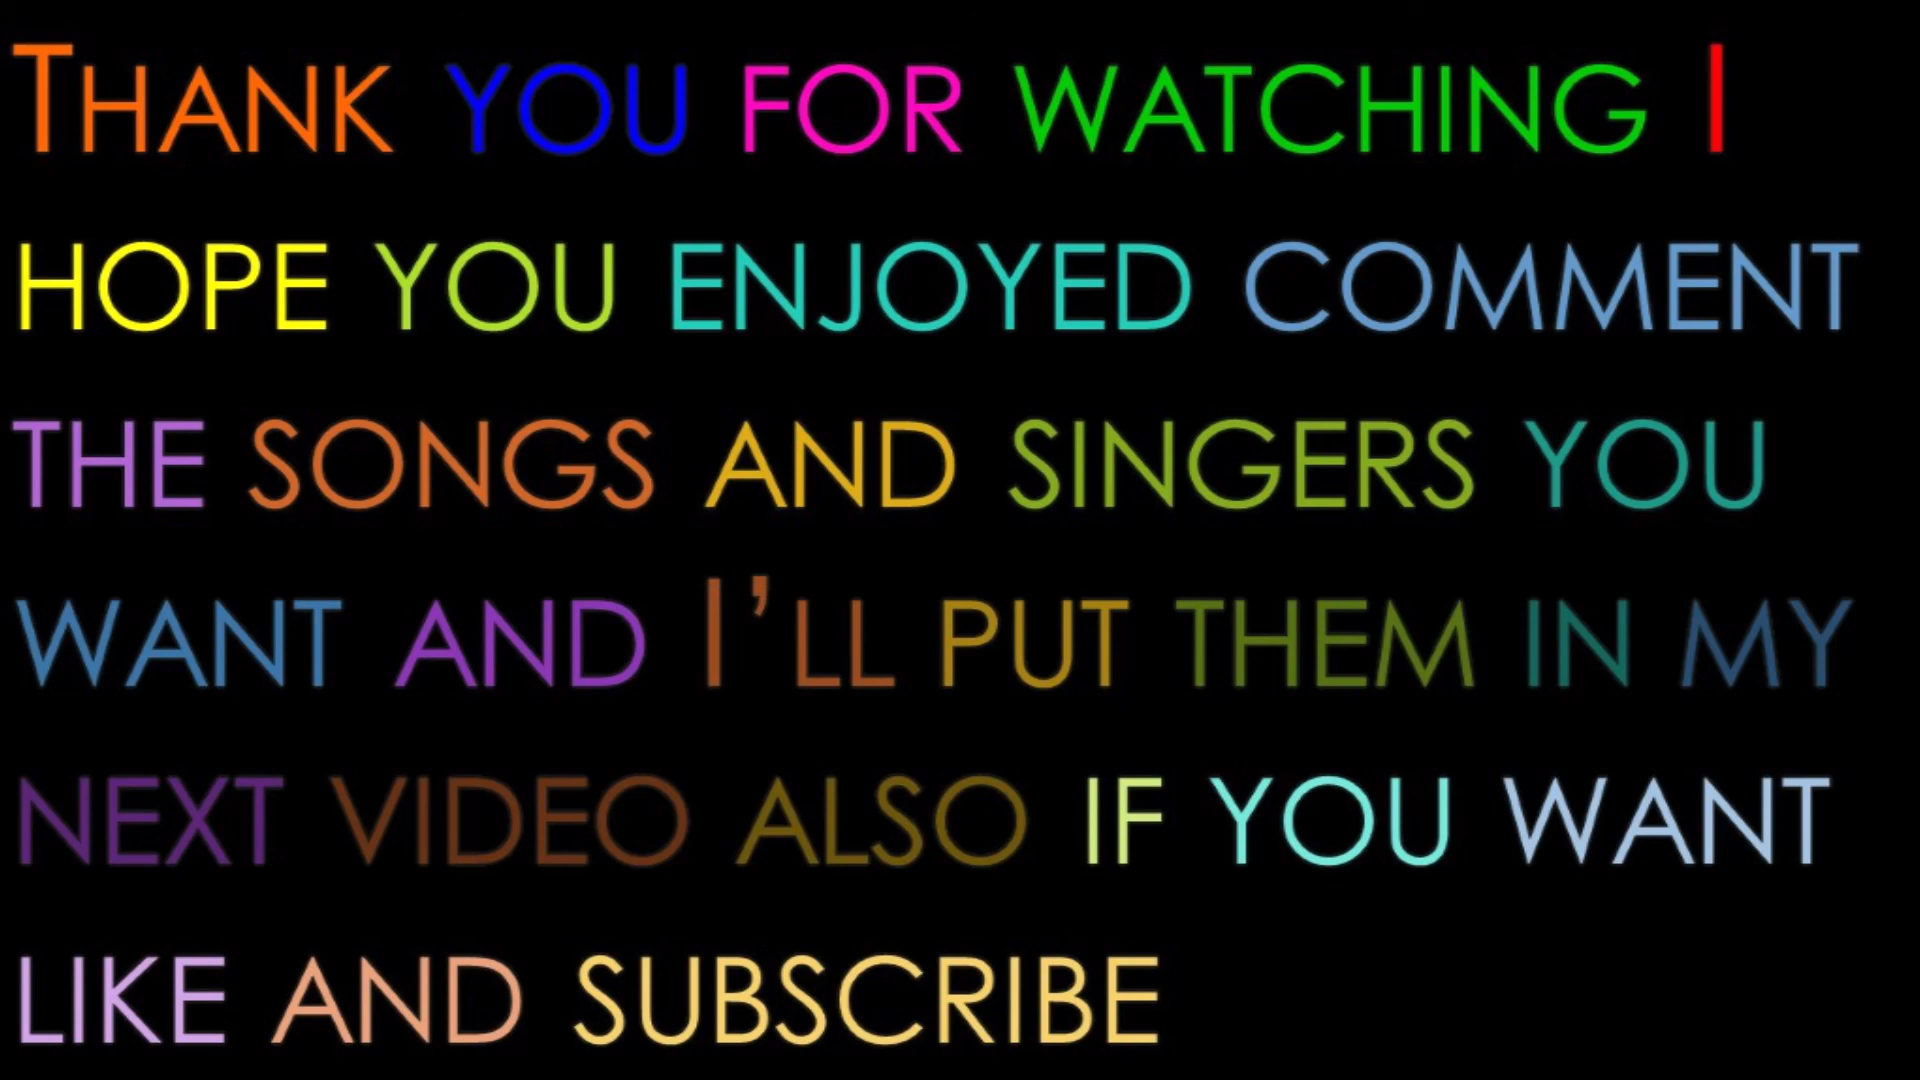 Thank you for watching I
hope you enjoyed comment
the songs and singers you
want and I'll put them in my
next video also if you want
like and subscribe